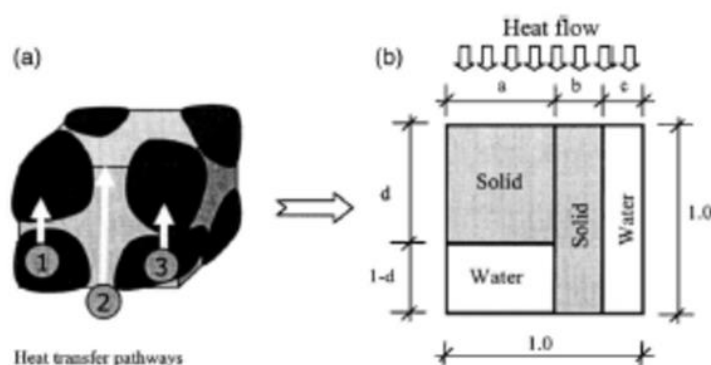 (a)
1
2
3
Heat transfer pathways
(b)
Heat flow
a b c
d
1-d
Solid
Water
Solid
Water
1.0
1.0